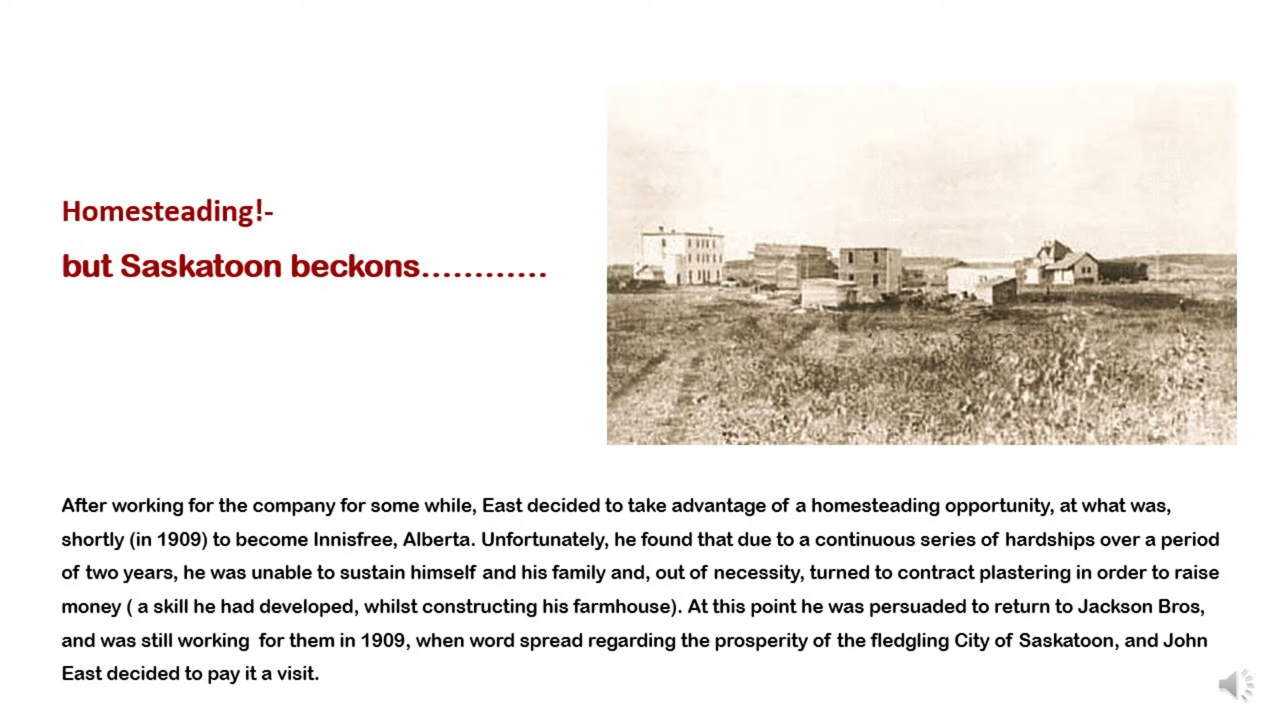 Homesteading!-
but Saskatoon beckons............
After working for the company for some while, East decided to take advantage of a homesteading opportunity, at what was,
shortly (in 1909) to become Innisfree, Alberta. Unfortunately, he found that due to a continuous series of hardships over a period
of two years, he was unable to sustain himself and his family and, out of necessity, turned to contract plastering in order to raise
money ( a skill he had developed, whilst constructing his farmhouse). At this point he was persuaded to return to Jackson Bros,
and was still working  for them in 1909, when word spread regarding the prosperity of the fledgling City of Saskatoon, and John
East decided to pay it a visit.